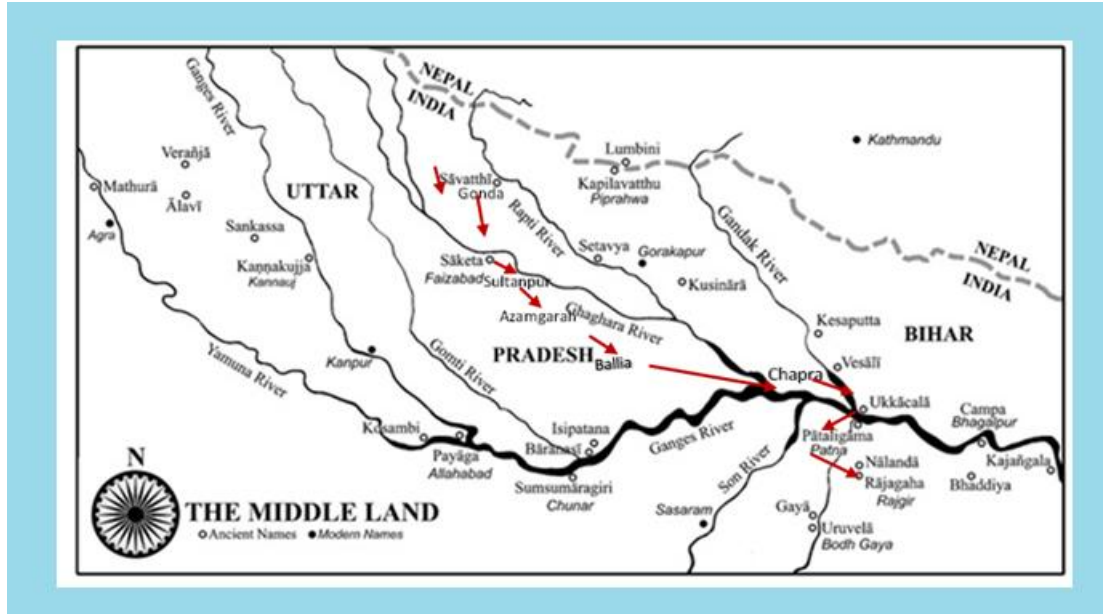 NEPAL
INDIA
Kathmandu
Ganges River
Verañjā
Mathurā
Ālavī
Agra
UTTAR
Sankassa
Kaṇṇakujja
Kannauj
Sāvatthī
Gonda
Rapti River
Lumbini
Kapilavatthu
Piprahwa
Gandak River
Setavya
Gorakapur
Kusinārā
NEPAL
INDIA
Sāketa
Faizabad
Sultanpur
Azamgarah
Ghaghara River
Kesaputta
BIHAR
Yamuna River
Kanpur
Gomti River
PRADESH
Ballia
Chapra
Vesālī
Ukkācalā
Campa
Bhagalpur
Kosambi
Payāga
Allahabad
Isipatana
Bārāṇasī
Ganges River
Sumsumāragiri
Chunar
Son River
Pātaligāma
Patna
Nālandā
Rājagaha
Rajgir
Kajaṅgala
Bhaddiya
Sasaram
Gayā
Uruvelā
Bodh Gaya
N
THE MIDDLE LAND
Ancient Names Modern Names